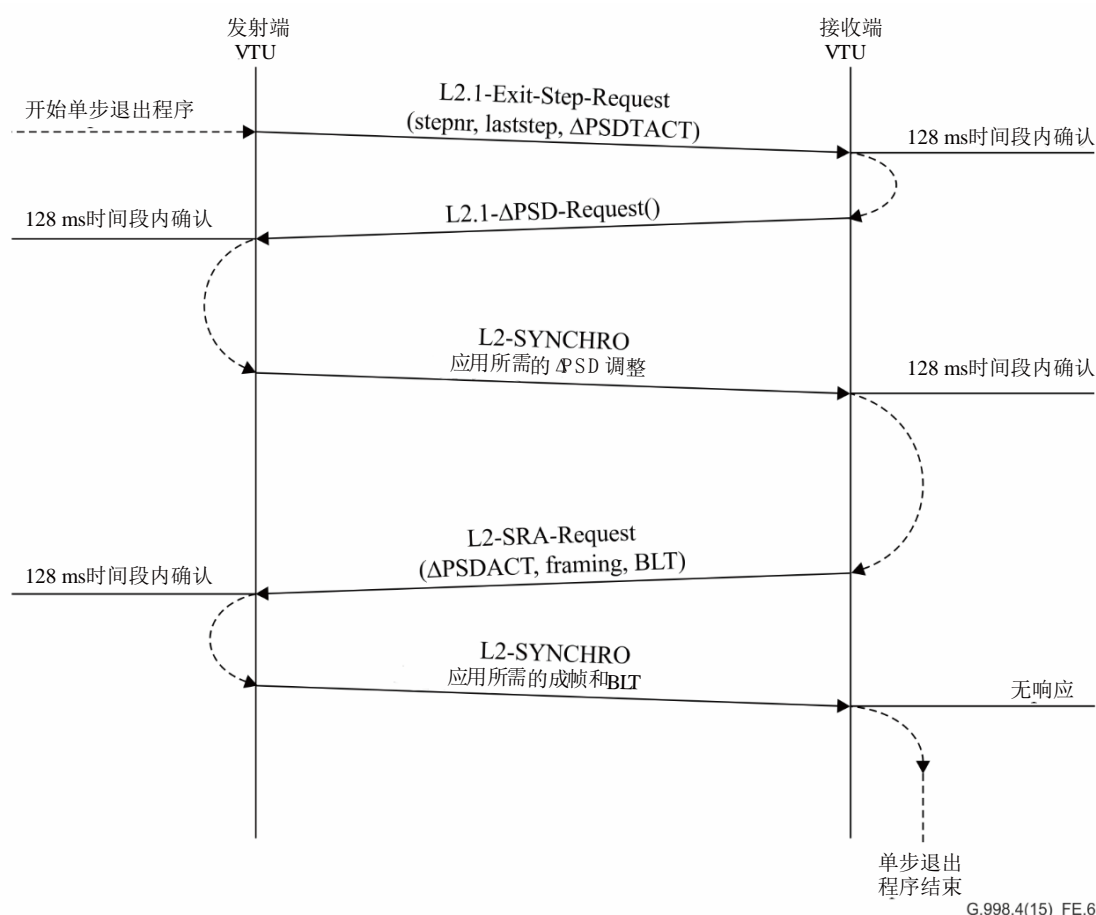 发射端
VTU
接收端
VTU
开始单步退出程序
L2.1-Exit-Step-Request
(stepnr, laststep, ΔPSDTACT)
128 ms时间段内确认
128 ms时间段内确认
L2.1-ΔPSD-Request()
L2-SYNCHRO
应用所需的 ΔPSD 调整
128 ms时间段内确认
L2-SRA-Request
(ΔPSDACT, framing, BLT)
128 ms时间段内确认
L2-SYNCHRO
应用所需的成帧和BLT
无响应
单步退出
程序结束
G.998.4(15)_FE.6